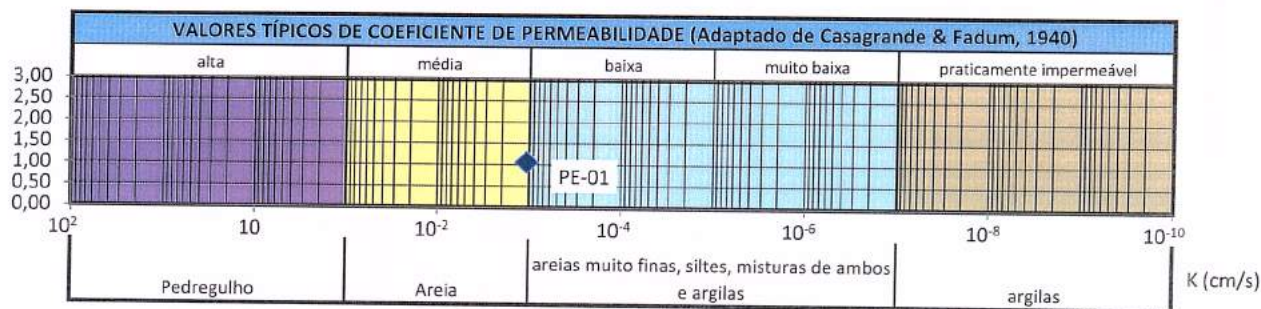 VALORES TÍPICOS DE COEFICIENTE DE PERMEABILIDADE (Adaptado de Casagrande & Fadum, 1940)
alta média baixa muito baixa praticamente impermeável
3,00
2,50
2,00
1,50
1,00
0,50
0,00
PE-01
10² 10 10⁻² 10⁻⁴ 10⁻⁶ 10⁻⁸ 10⁻¹⁰
K (cm/s)
Pedregulho Areia areias muito finas, siltes, misturas de ambos
e argilas argilas